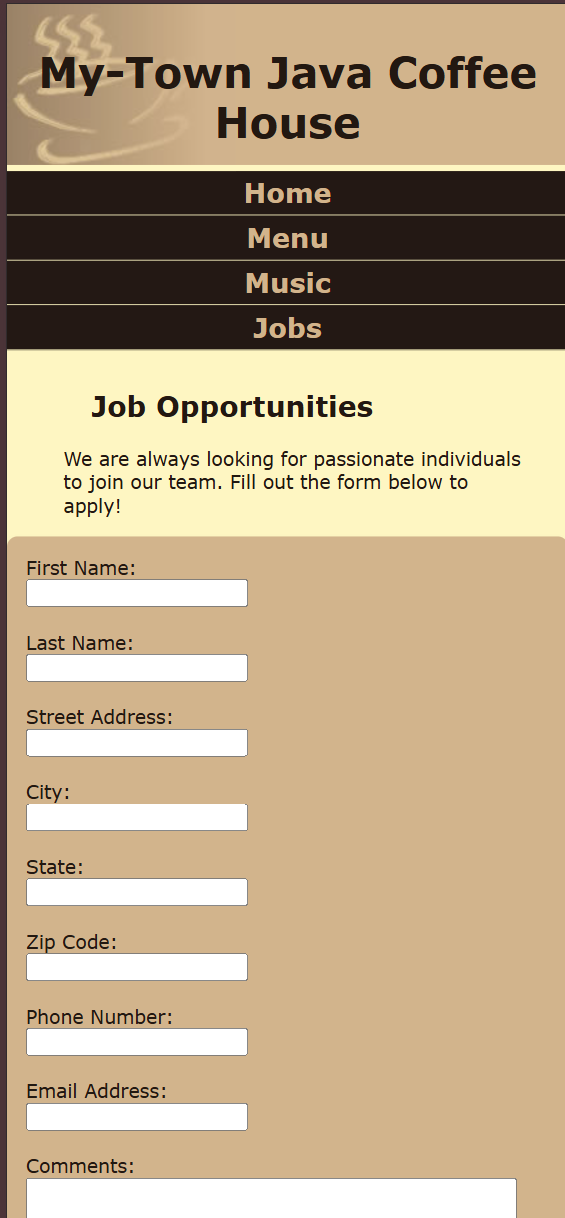 My-Town Java Coffee
House
Home
Menu
Music
Jobs
Job Opportunities
We are always looking for passionate individuals
to join our team. Fill out the form below to
apply!
First Name:
Last Name:
Street Address:
City:
State:
Zip Code:
Phone Number:
Email Address:
Comments: